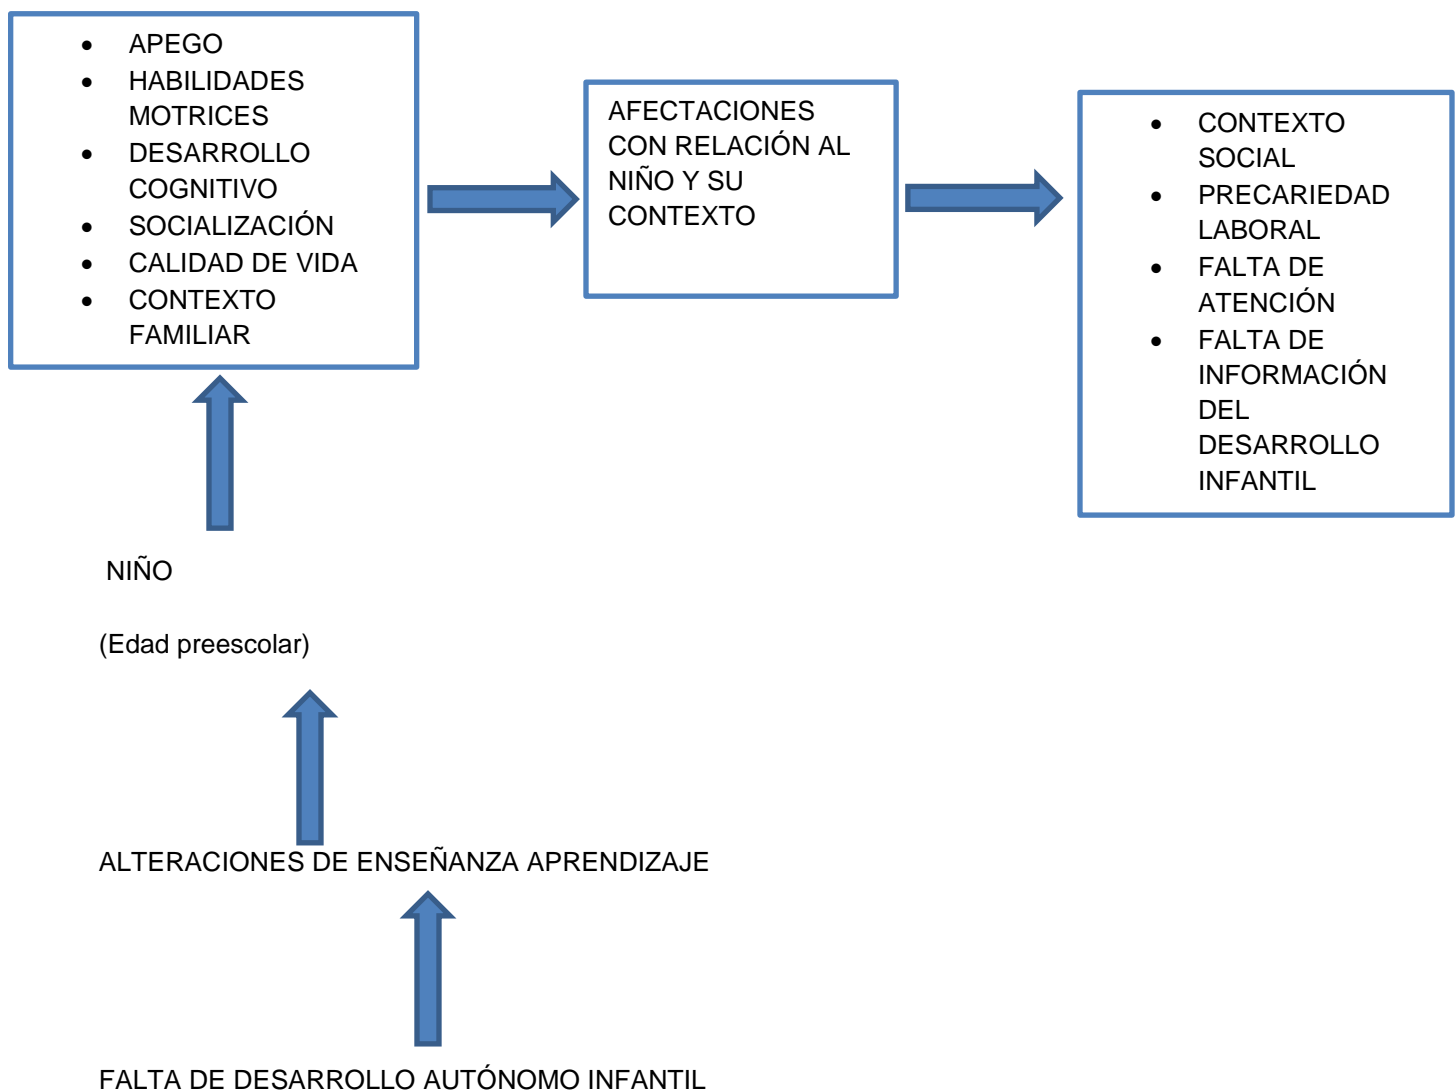 • APEGO
• HABILIDADES
MOTRICES
• DESARROLLO
COGNITIVO
• SOCIALIZACIÓN
• CALIDAD DE VIDA
• CONTEXTO
FAMILIAR
AFECTACIONES
CON RELACIÓN AL
NIÑO Y SU
CONTEXTO
• CONTEXTO
SOCIAL
• PRECARIEDAD
LABORAL
• FALTA DE
ATENCIÓN
• FALTA DE
INFORMACIÓN
DEL
DESARROLLO
INFANTIL
NIÑO
(Edad preescolar)
ALTERACIONES DE ENSEÑANZA APRENDIZAJE
FALTA DE DESARROLLO AUTÓNOMO INFANTIL